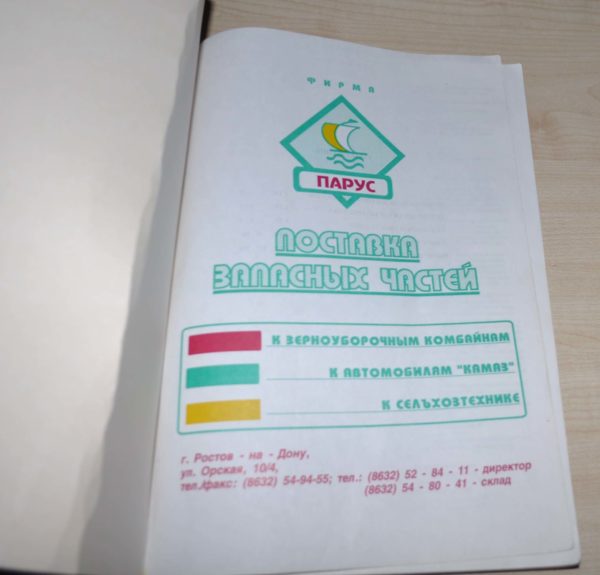 ФИРМА
ПАРУС
ПОСТАВКА
ЗАПАСНЫХ ЧАСТЕЙ
К ЗЕРНОУБОРОЧНЫМ КОМБАЙНАМ
К АВТОМОБИЛЯМ "КАМАЗ"
К СЕЛЬХОЗТЕХНИКЕ
г. Ростов - на - Дону,
ул. Орская, 10/4,
тел./факс: (8632) 54-94-55; тел.: (8632) 52 - 84 - 11 - директор
(8632) 54 - 80 - 41 - склад